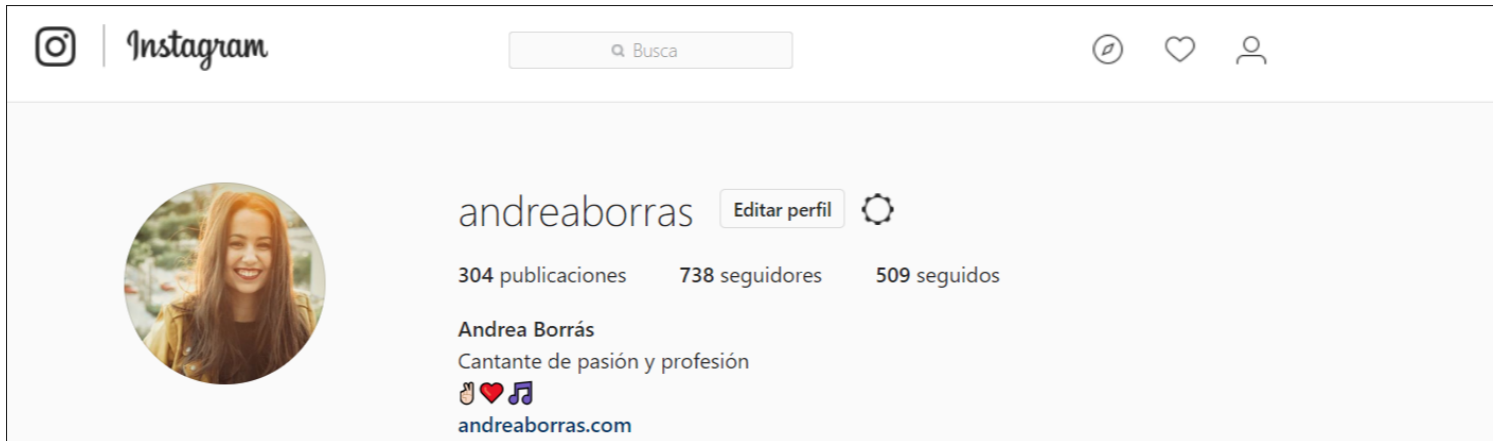 Instagram
Busca
andreaborras Editar perfil
304 publicaciones 738 seguidores 509 seguidos
Andrea Borrás
Cantante de pasión y profesión
✌🏻❤️🎵
andreaborras.com